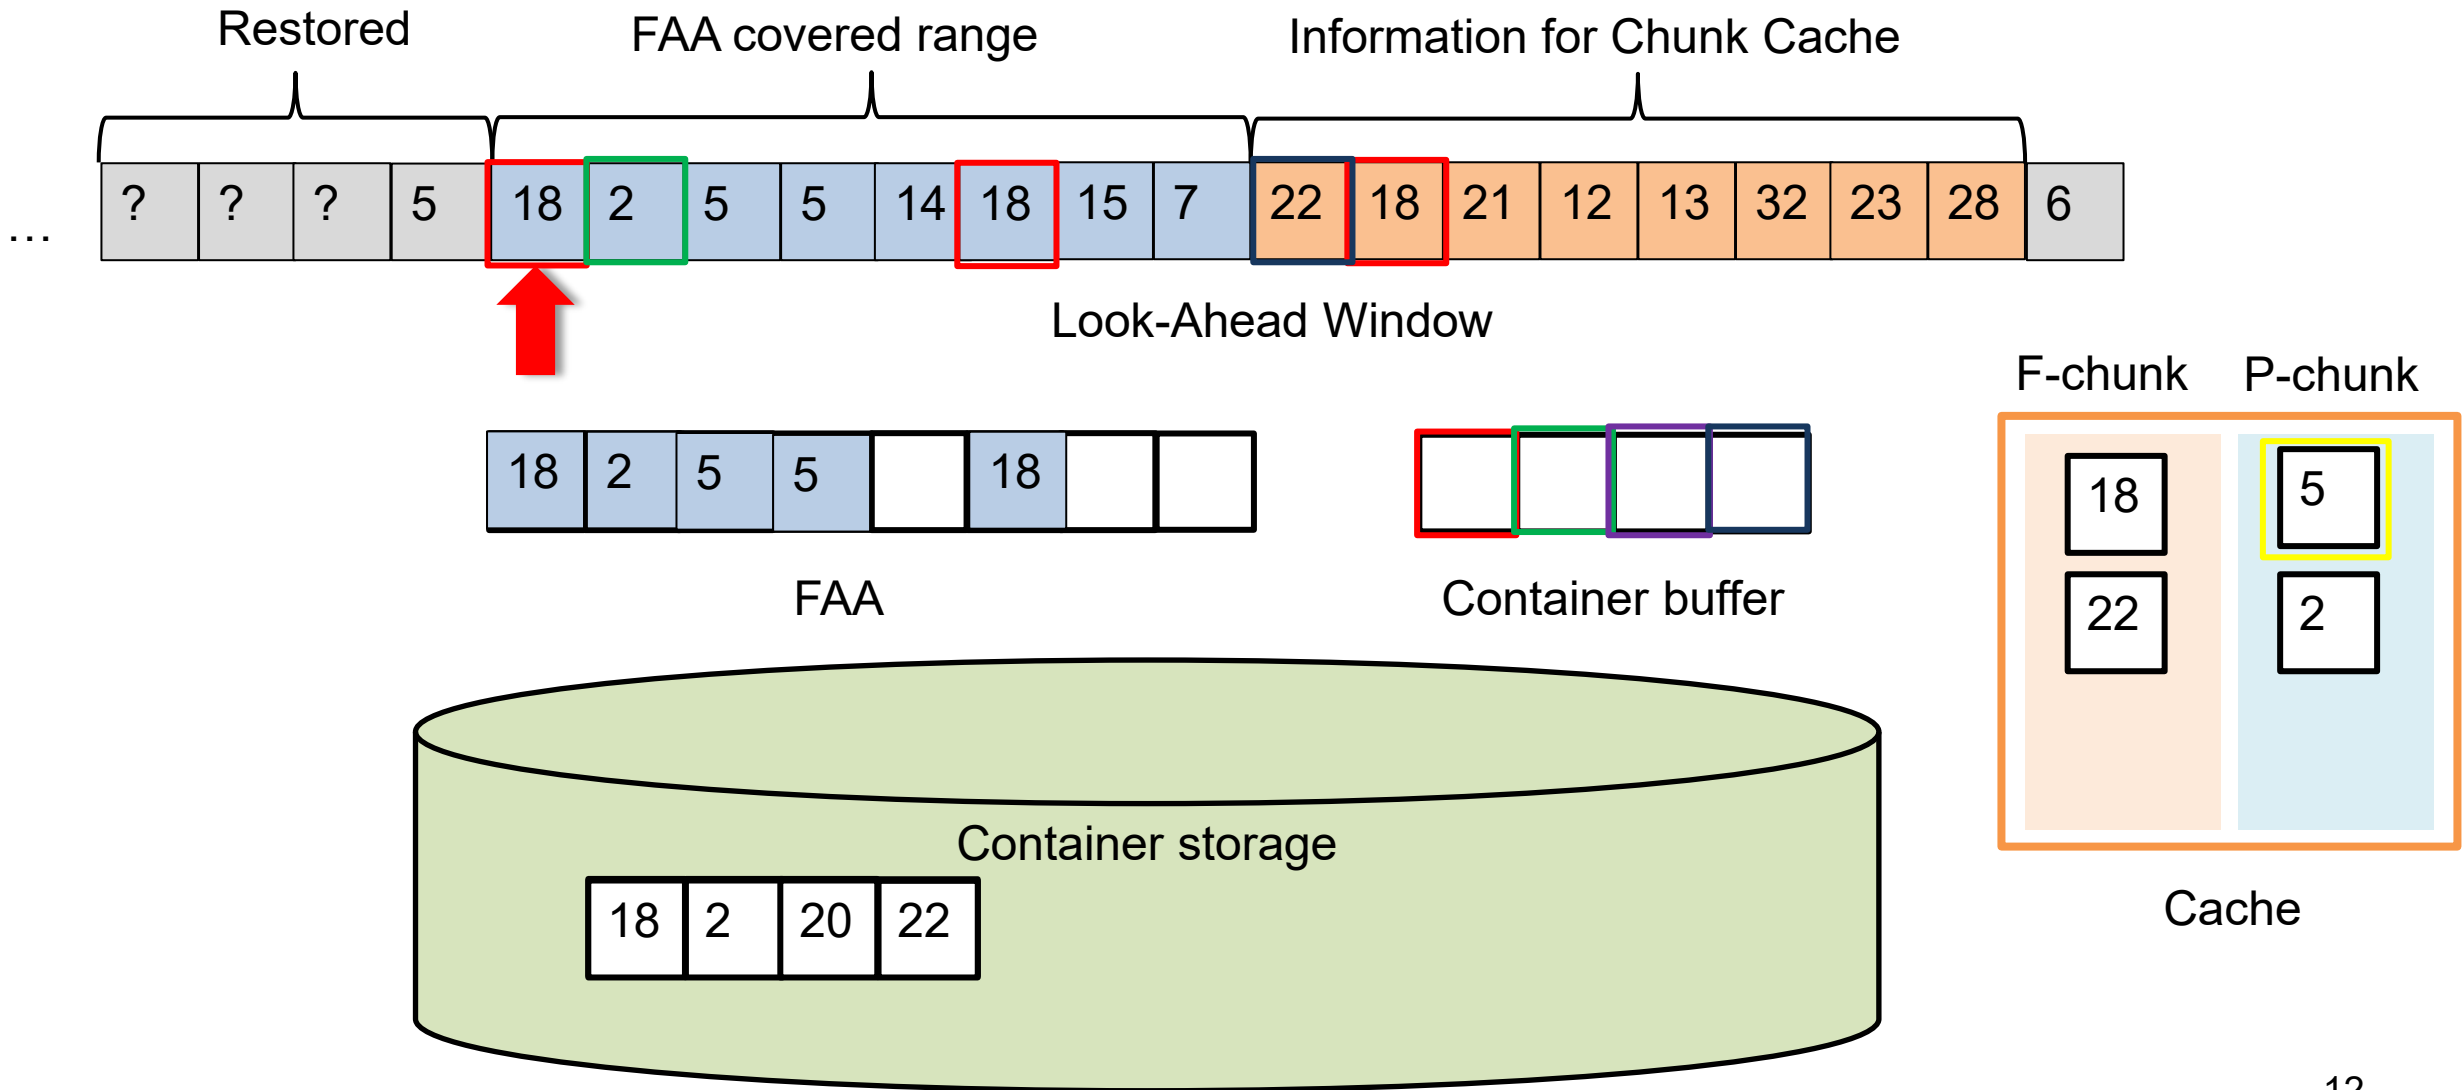 Restored FAA covered range Information for Chunk Cache
... ? ? ? 5 18 2 5 5 14 18 15 7 22 18 21 12 13 32 23 28 6
Look-Ahead Window
F-chunk P-chunk
18 2 5 5 18
18 5
FAA Container buffer
22 2
Container storage
18 2 20 22
Cache
12